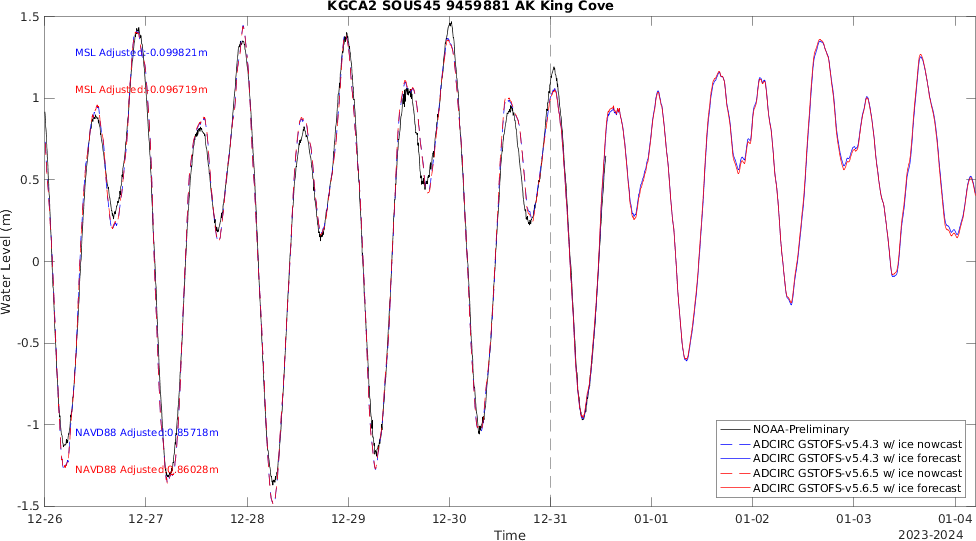 KGCA2 SOUS45 9459881 AK King Cove
1.5
1
0.5
0
-0.5
-1
-1.5
Water Level (m)
MSL Adjusted:-0.099821m
MSL Adjusted:-0.096719m
NAVD88 Adjusted:0.85718m
NAVD88 Adjusted:0.86028m
NOAA-Preliminary
ADCIRC GSTOFS-v5.4.3 w/ ice nowcast
ADCIRC GSTOFS-v5.4.3 w/ ice forecast
ADCIRC GSTOFS-v5.6.5 w/ ice nowcast
ADCIRC GSTOFS-v5.6.5 w/ ice forecast
12-26 12-27 12-28 12-29 12-30 12-31 01-01 01-02 01-03 01-04
Time
2023-2024